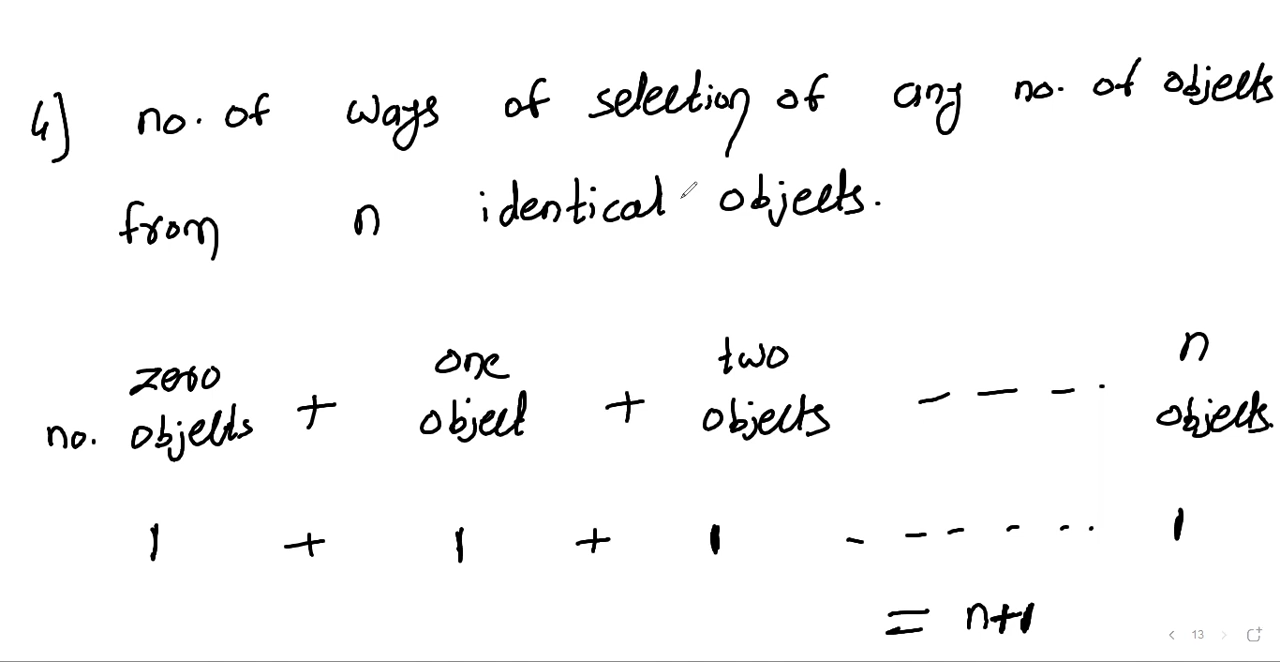 4] no. of ways of selection of any no. of objects
from n identical objects.
zero one two n
no. objects + object + objects - - - . objects.
1 + 1 + 1 - - - - - . 1
= n+1
< 13 >